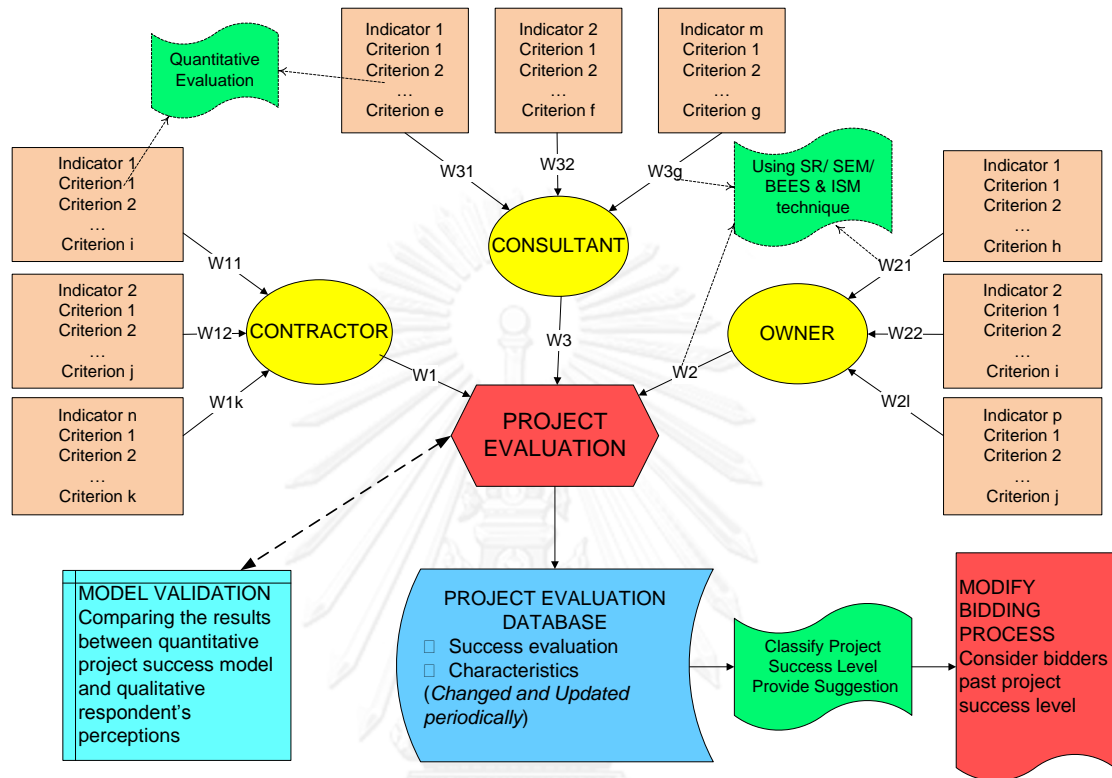 Indicator 1
Criterion 1
Criterion 2
…
Criterion e
Indicator 2
Criterion 1
Criterion 2
…
Criterion f
Indicator m
Criterion 1
Criterion 2
…
Criterion g
Quantitative
Evaluation
W31
W32
W3g
Using SR/ SEM/
BEES & ISM
technique
Indicator 1
Criterion 1
Criterion 2
…
Criterion i
Indicator 1
Criterion 1
Criterion 2
…
Criterion h
CONSULTANT
W11
W21
Indicator 2
Criterion 1
Criterion 2
…
Criterion j
W12
CONTRACTOR
W3
OWNER
W22
Indicator 2
Criterion 1
Criterion 2
…
Criterion i
W1
W2
W1k
W2l
Indicator n
Criterion 1
Criterion 2
…
Criterion k
PROJECT
EVALUATION
Indicator p
Criterion 1
Criterion 2
…
Criterion j
MODEL VALIDATION
Comparing the results
between quantitative
project success model
and qualitative
respondent's
perceptions
PROJECT EVALUATION
DATABASE
Success evaluation
Characteristics
(Changed and Updated
periodically)
Classify Project
Success Level
Provide Suggestion
MODIFY
BIDDING
PROCESS
Consider bidders
past project
success level